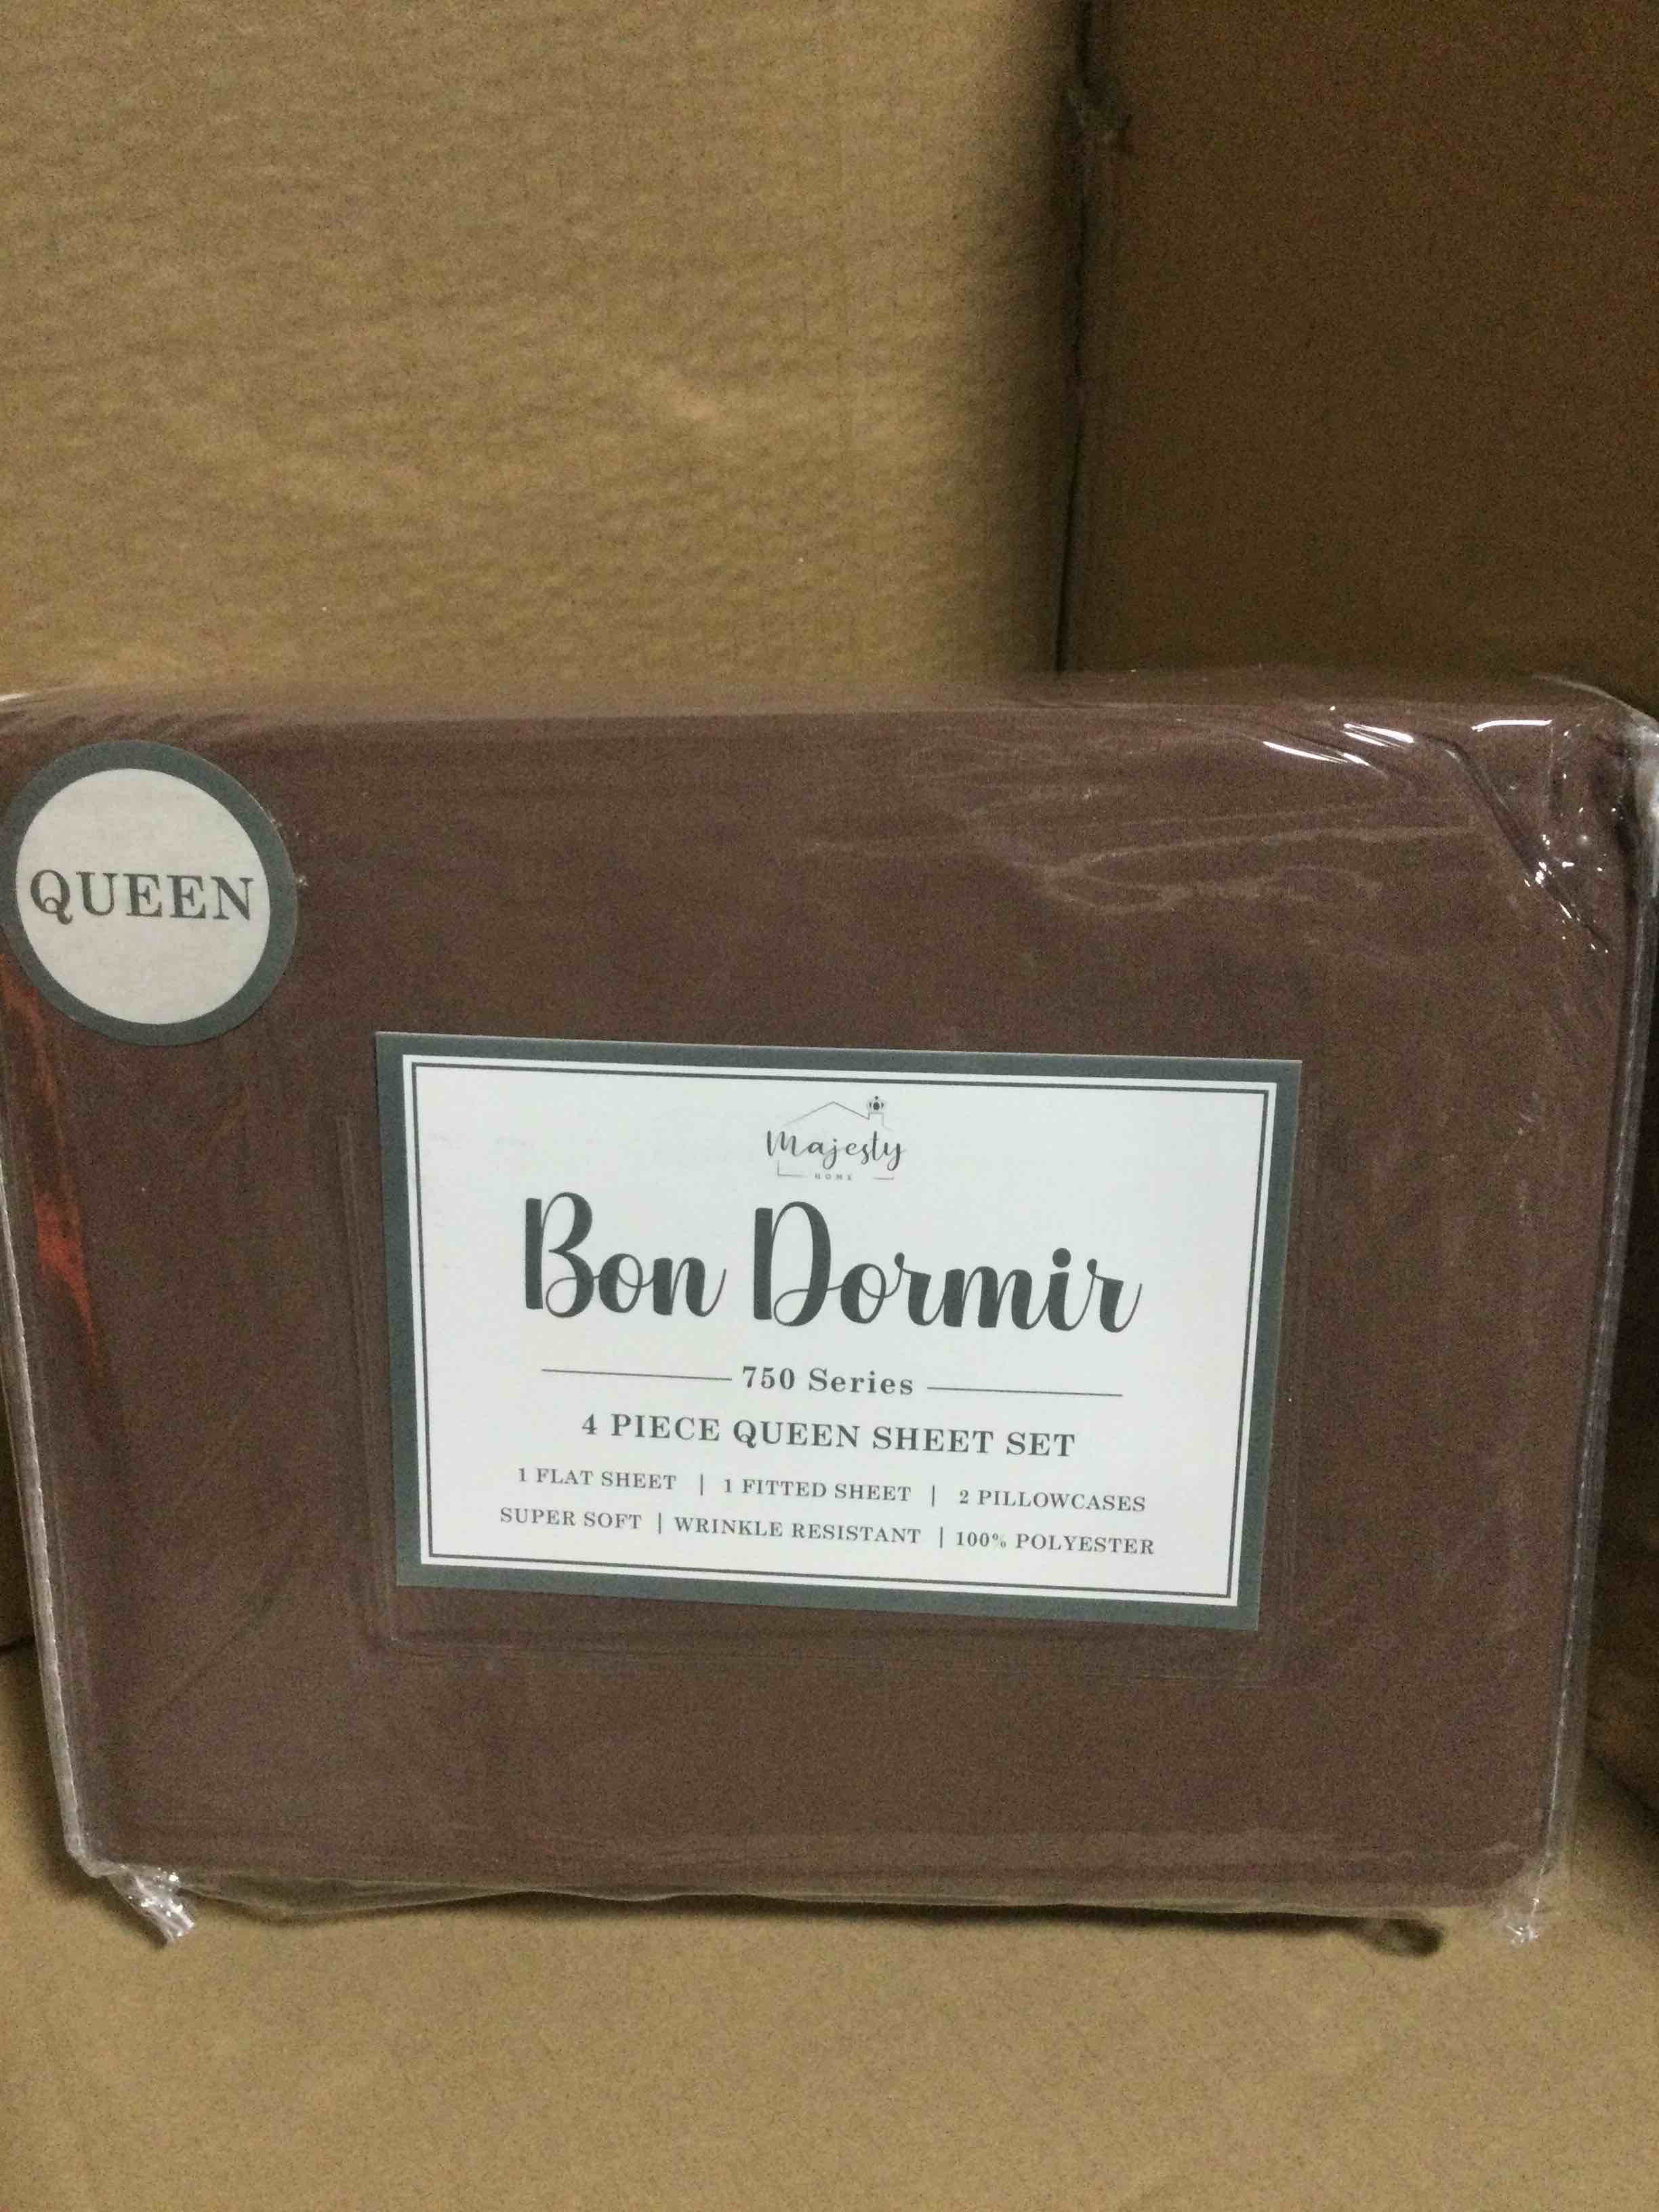 QUEEN
Majesty
HOME
Bon Dormir
750 Series
4 PIECE QUEEN SHEET SET
1 FLAT SHEET | 1 FITTED SHEET | 2 PILLOWCASES
SUPER SOFT | WRINKLE RESISTANT | 100% POLYESTER